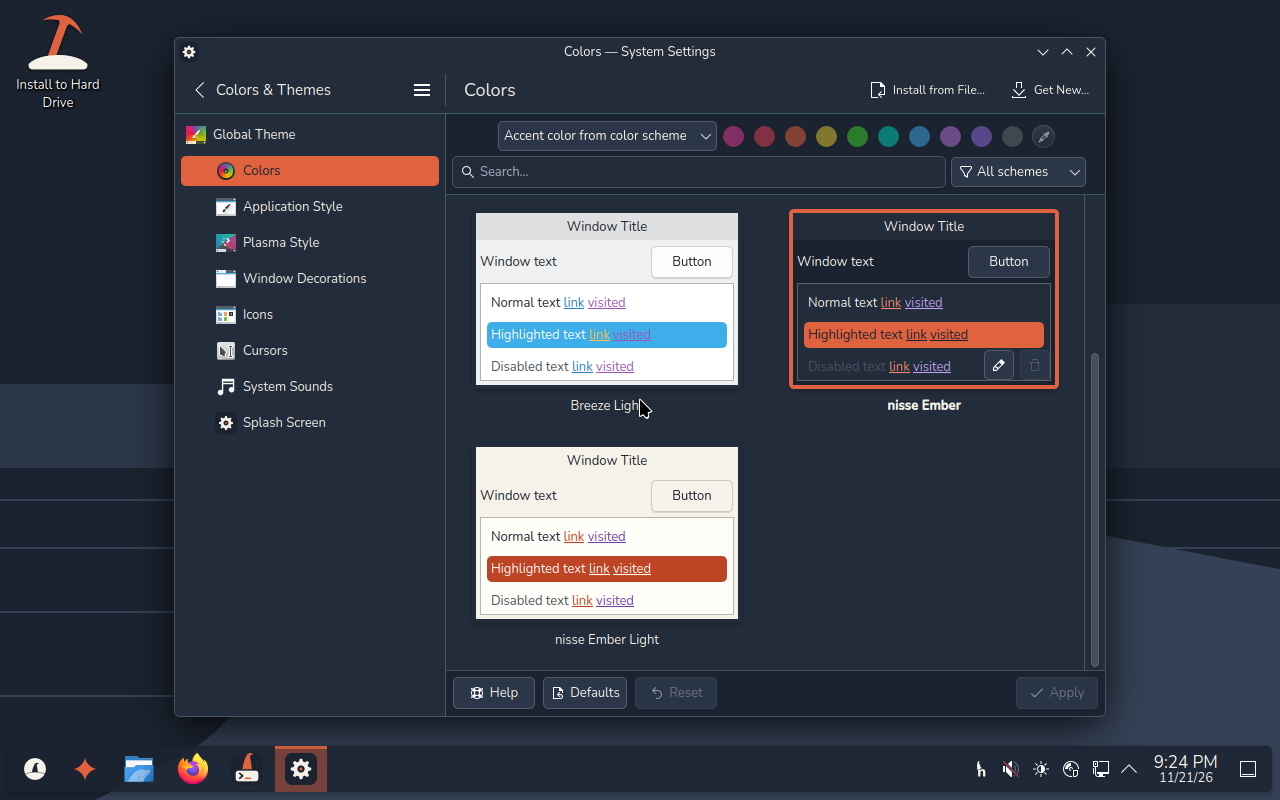 Install to Hard
Drive
Colors — System Settings
Colors & Themes
Colors
Install from File...
Get New...
Global Theme
Colors
Application Style
Plasma Style
Window Decorations
Icons
Cursors
System Sounds
Splash Screen
Accent color from color scheme
Search...
All schemes
Window Title
Window text
Button
Normal text link visited
Highlighted text link visited
Disabled text link visited
Breeze Light
Window Title
Window text
Button
Normal text link visited
Highlighted text link visited
Disabled text link visited
nisse Ember
Window Title
Window text
Button
Normal text link visited
Highlighted text link visited
Disabled text link visited
nisse Ember Light
Help
Defaults
Reset
Apply
9:24 PM
11/21/26